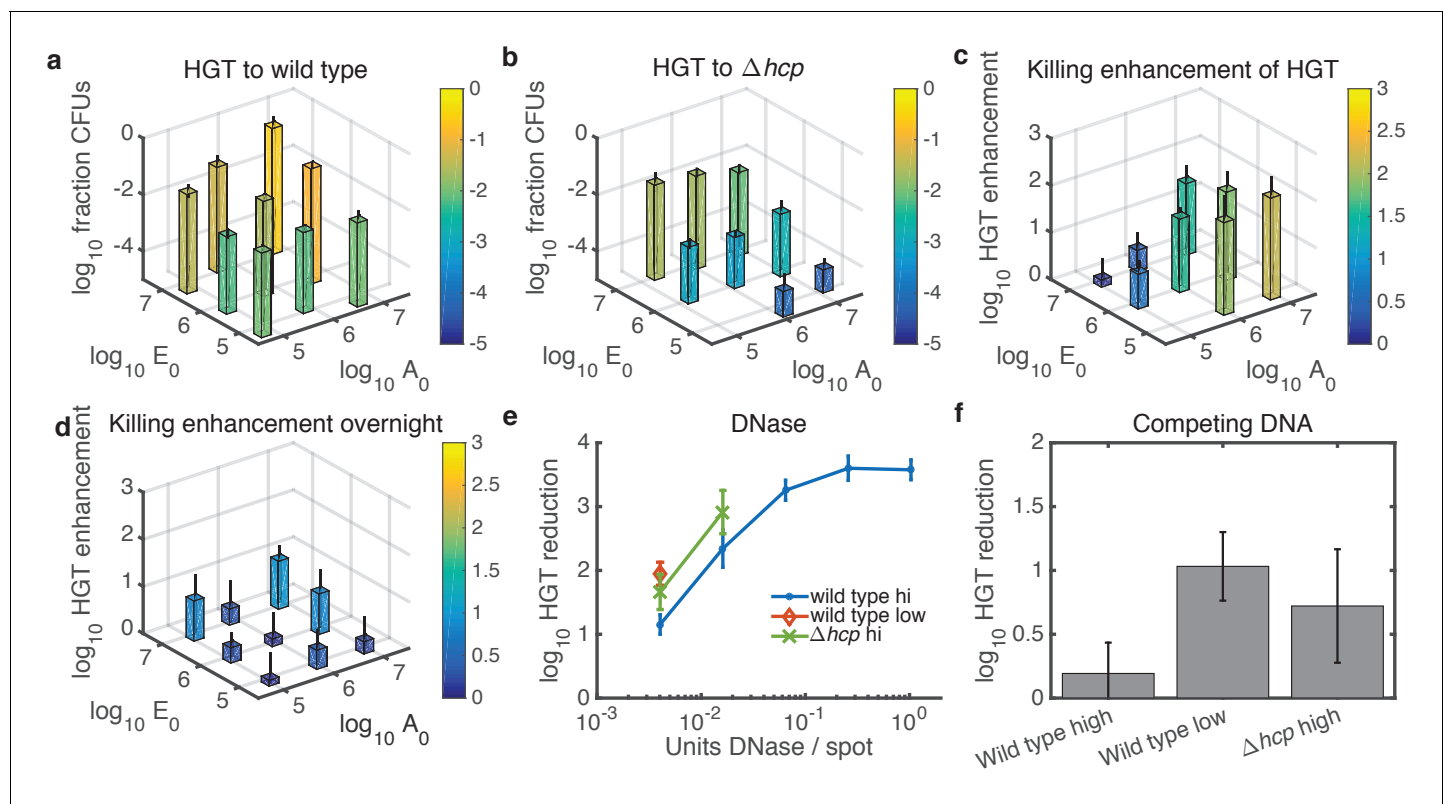 a
HGT to wild type
log10 fraction CFUs
0
-2
-4
7
6
5
log10 E0
5
6
7
log10 A0
0
-1
-2
-3
-4
-5
b
HGT to Δhcp
log10 fraction CFUs
0
-2
-4
7
6
5
log10 E0
5
6
7
log10 A0
0
-1
-2
-3
-4
-5
c
Killing enhancement of HGT
log10 HGT enhancement
3
2
1
0
7
6
5
log10 E0
5
6
7
log10 A0
3
2.5
2
1.5
1
0.5
0
d
Killing enhancement overnight
log10 HGT enhancement
3
2
1
0
7
6
5
log10 E0
5
6
7
log10 A0
3
2.5
2
1.5
1
0.5
0
e
DNase
log10 HGT reduction
4
3
2
1
0
wild type hi
wild type low
Δhcp hi
10-3
10-2
10-1
100
Units DNase / spot
f
Competing DNA
log10 HGT reduction
2
1.5
1
0.5
0
Wild type high
Wild type low
Δhcp high